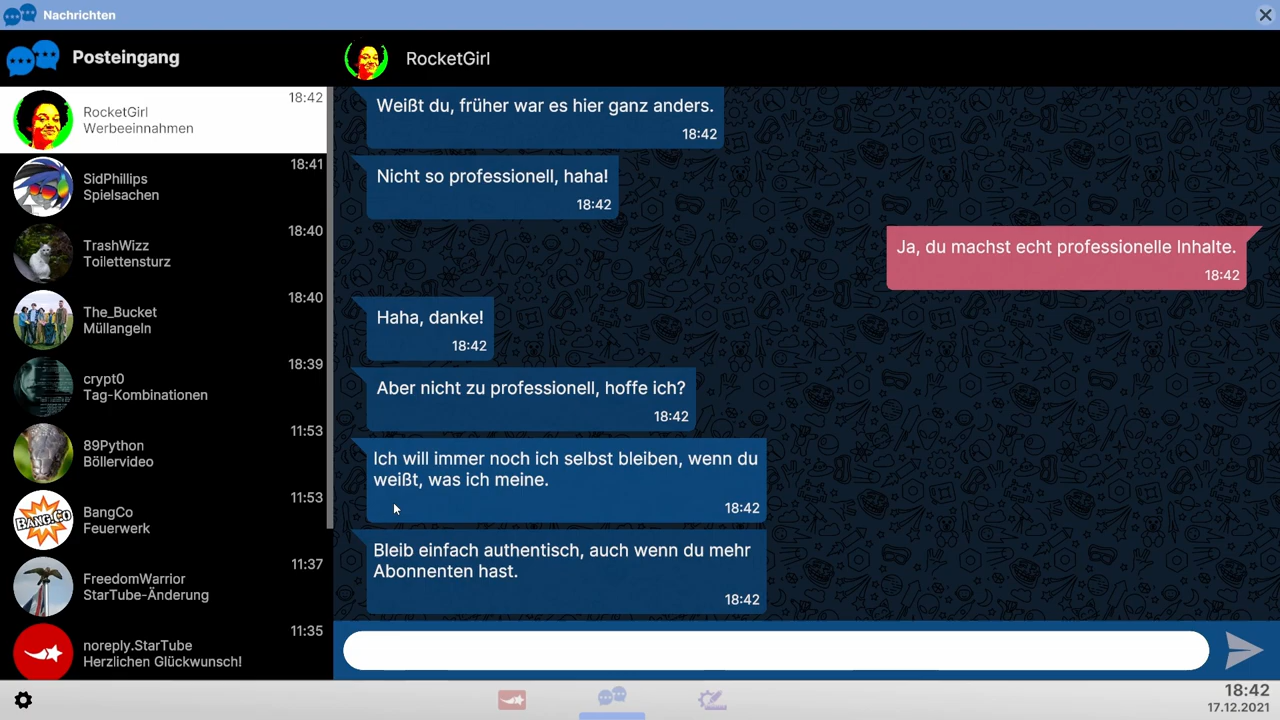 Nachrichten
Posteingang
RocketGirl
18:42
RocketGirl
Werbeeinnahmen
18:41
SidPhillips
Spielsachen
18:40
TrashWizz
Toilettensturz
18:40
The_Bucket
Müllangeln
18:39
crypt0
Tag-Kombinationen
11:53
89Python
Böllervideo
11:53
BANG.CO
BangCo
Feuerwerk
11:37
FreedomWarrior
StarTube-Änderung
11:35
noreply.StarTube
Herzlichen Glückwunsch!
Weißt du, früher war es hier ganz anders.
18:42
Nicht so professionell, haha!
18:42
Ja, du machst echt professionelle Inhalte.
18:42
Haha, danke!
18:42
Aber nicht zu professionell, hoffe ich?
18:42
Ich will immer noch ich selbst bleiben, wenn du
weißt, was ich meine.
18:42
Bleib einfach authentisch, auch wenn du mehr
Abonnenten hast.
18:42
18:42
17.12.2021